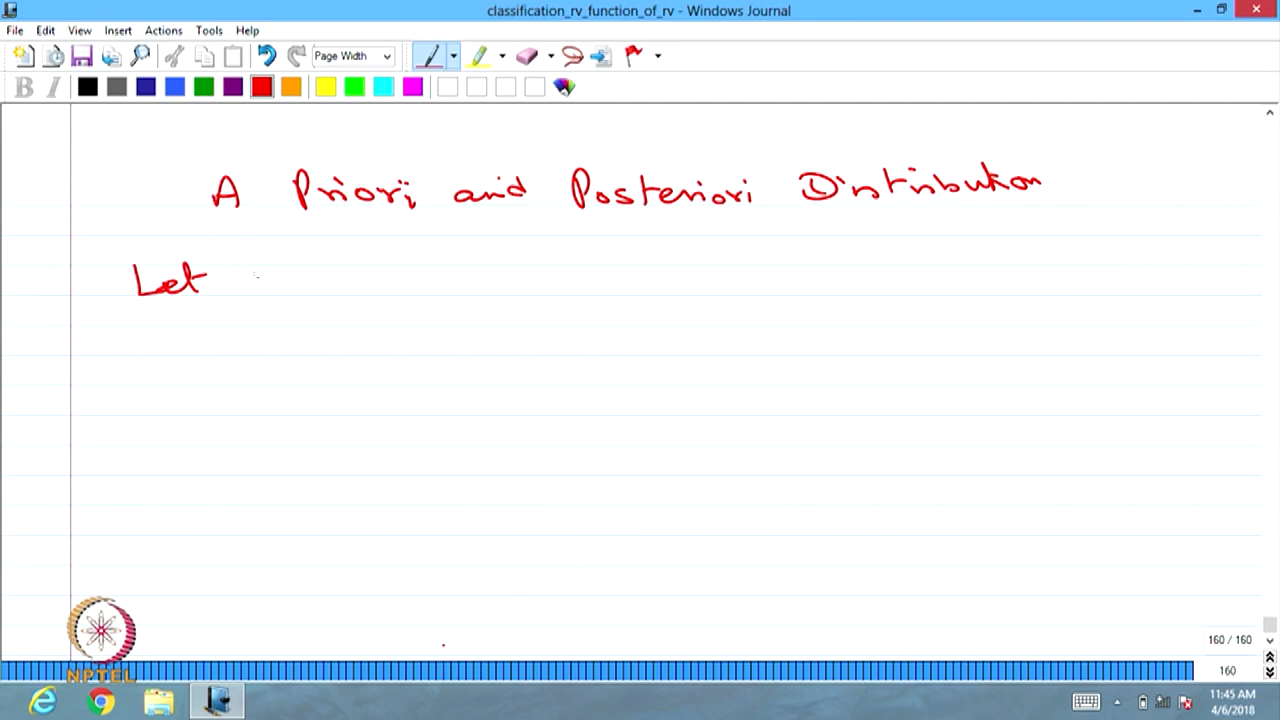 classification_rv_function_of_rv - Windows Journal
File Edit View Insert Actions Tools Help
Page Width
B I
A Priori and Posteriori Distribution
Let
160 / 160
NPTEL
160
11:45 AM
4/6/2018